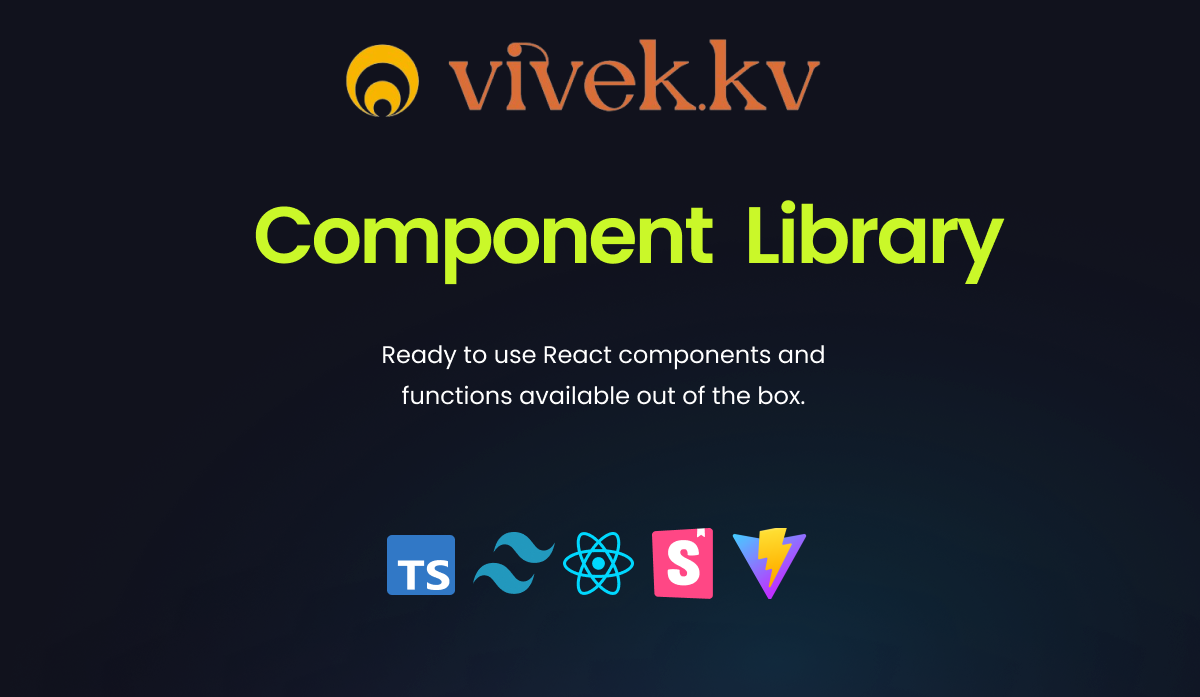 vivek.kv
Component Library
Ready to use React components and
functions available out of the box.
TS
S